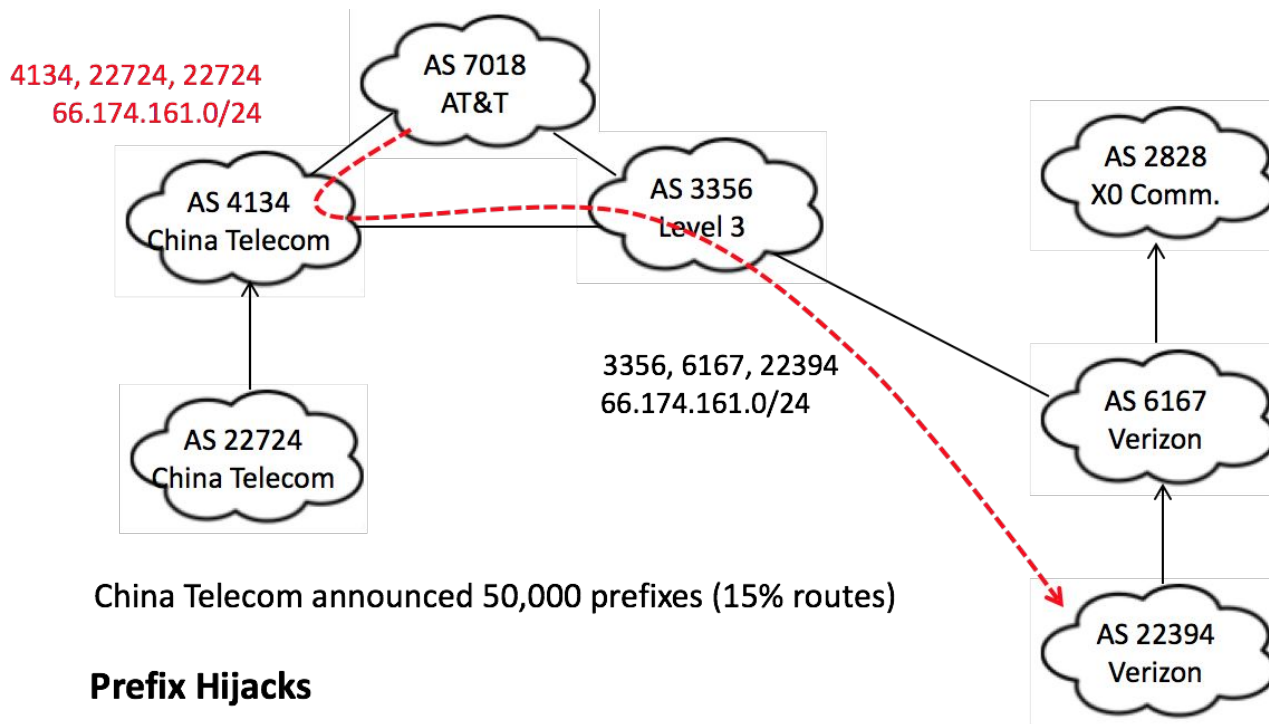 4134, 22724, 22724
66.174.161.0/24
AS 7018
AT&T
AS 4134
China Telecom
AS 3356
Level 3
AS 2828
X0 Comm.
3356, 6167, 22394
66.174.161.0/24
AS 6167
Verizon
AS 22724
China Telecom
China Telecom announced 50,000 prefixes (15% routes)
AS 22394
Verizon
Prefix Hijacks